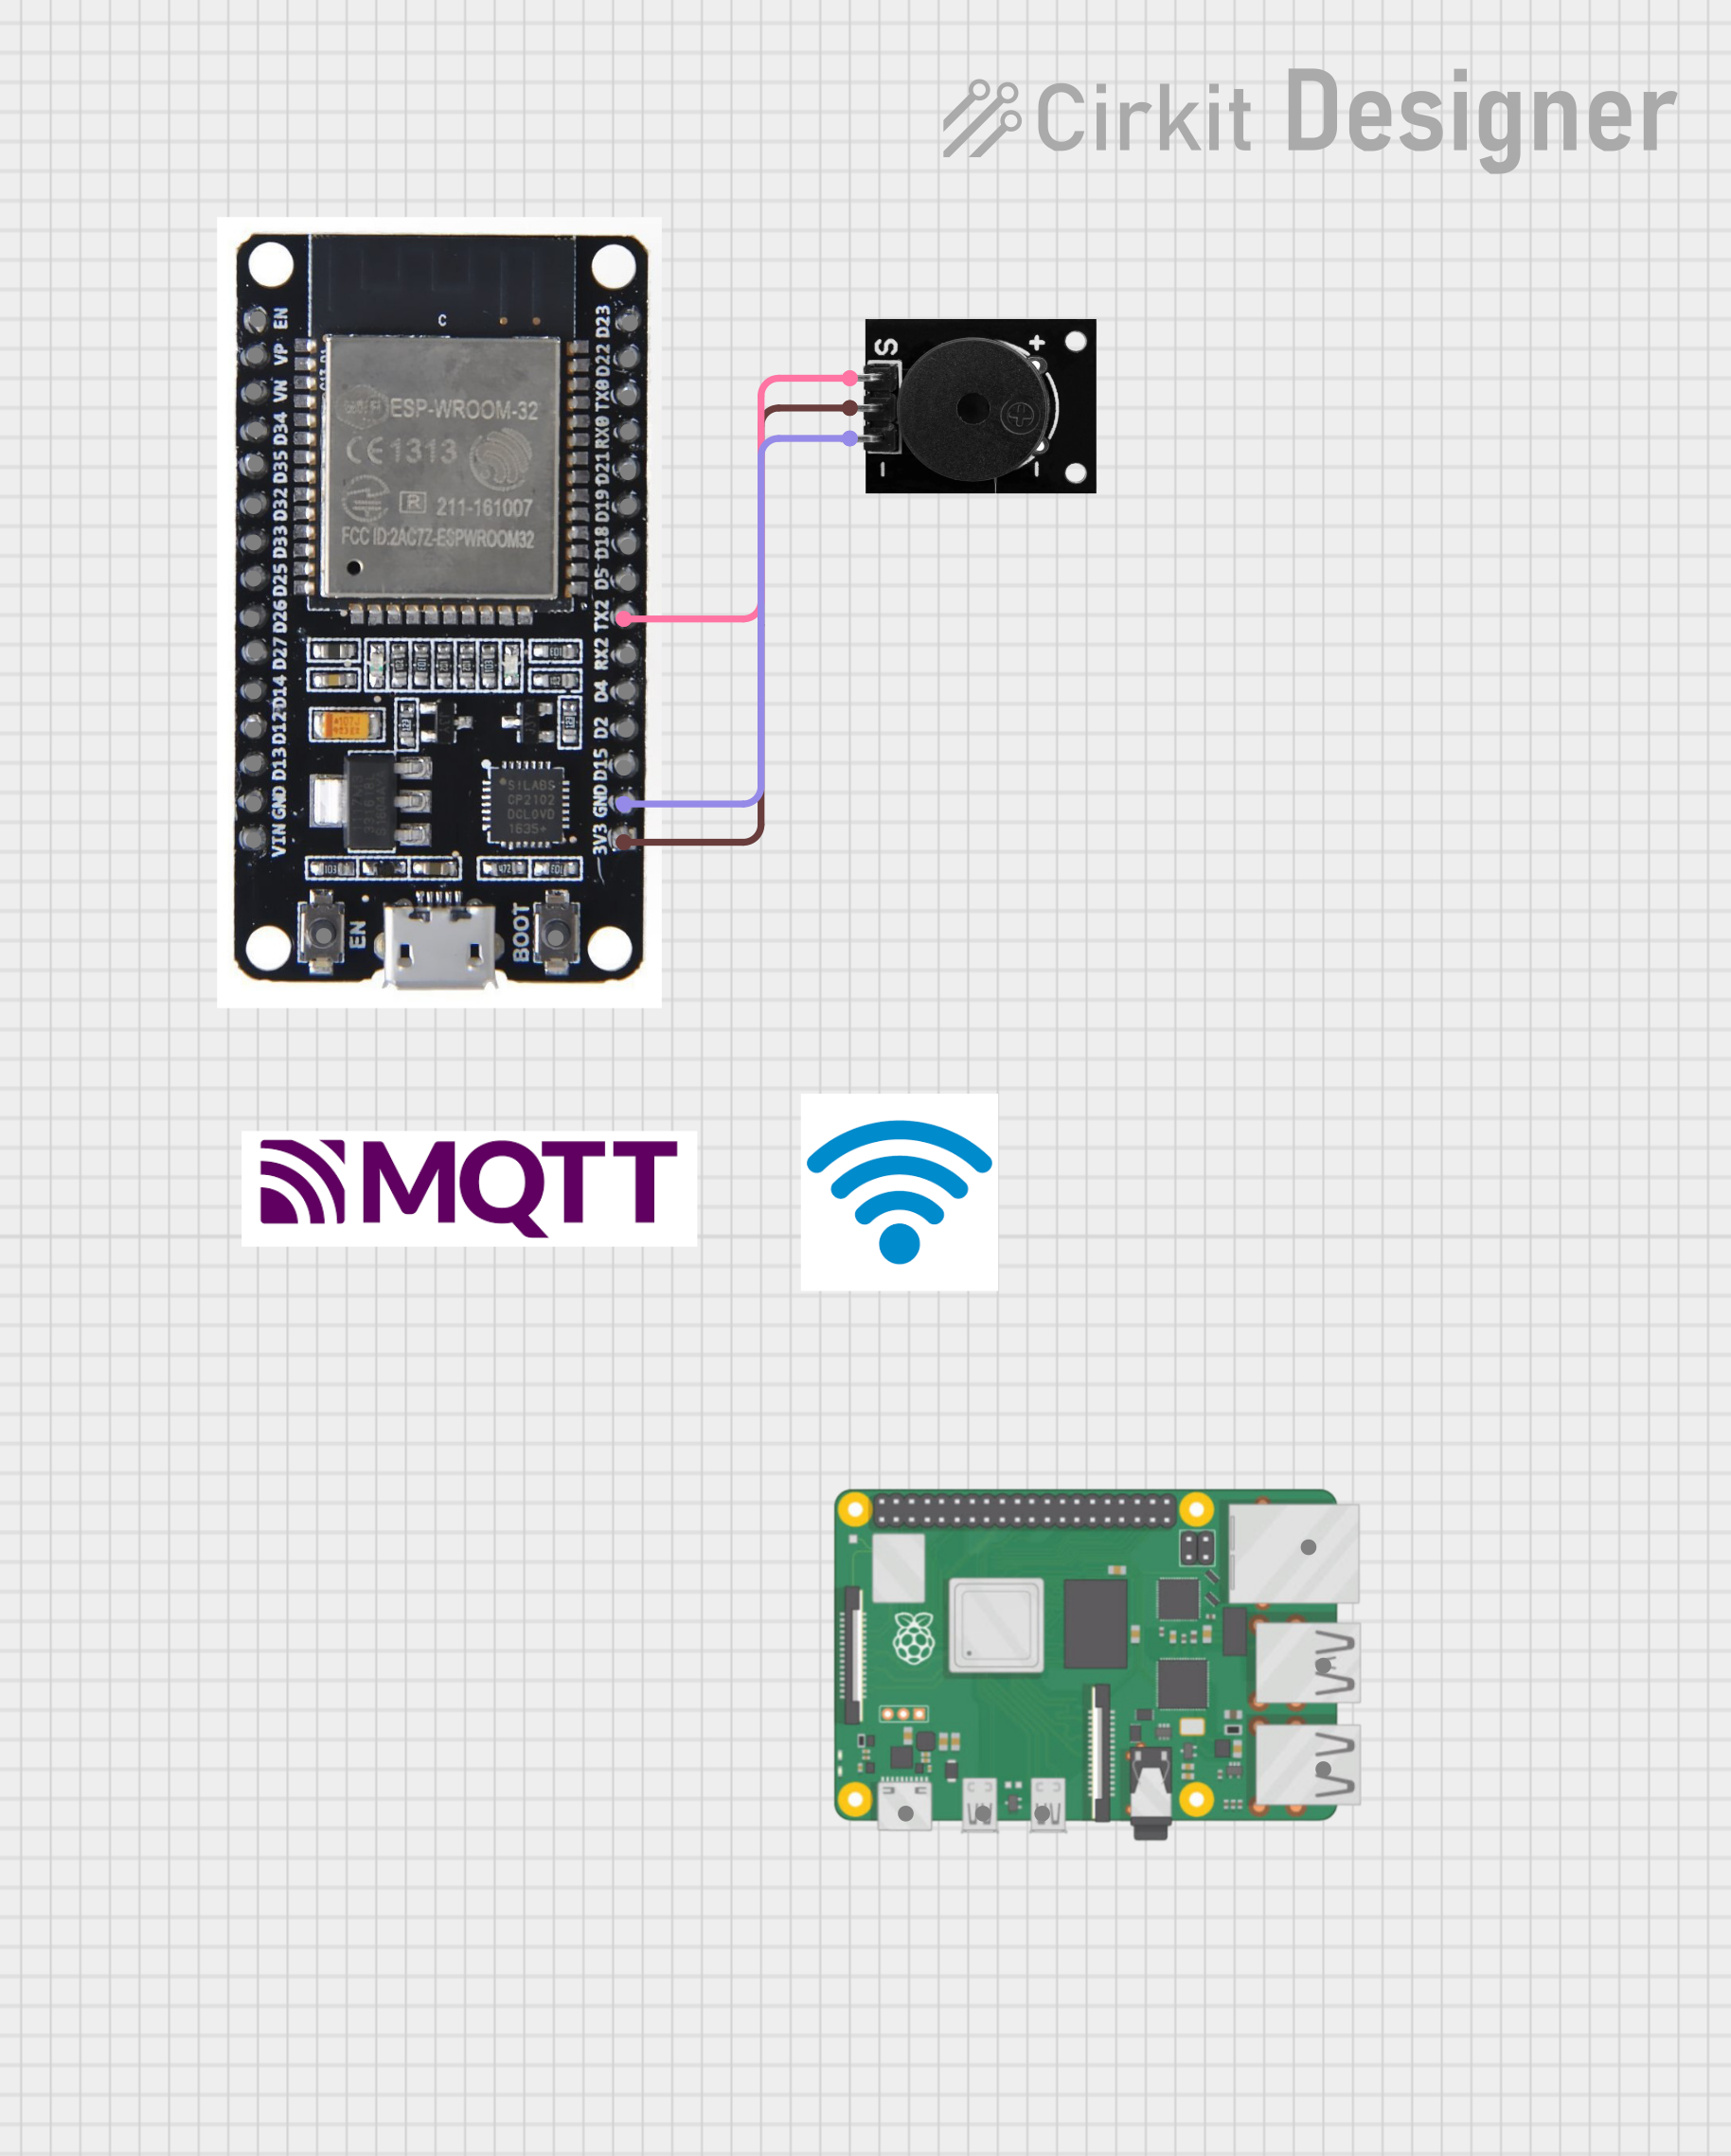 Cirkit Designer
C
EN
VP
VN
D34
D35
D32
D33
D25
D26
D27
D14
D12
D13
GND
VIN
D23
D22
TX0
RX0
D21
D19
D18
D5
TX2
RX2
D4
D2
D15
GND
3V3
ESP-WROOM-32
CE1313
R 211-161007
FCC ID:2AC7Z-ESPWROOM32
SILABS
CP2102
DCL0VD
1635+
EN
BOOT
S
+
-
-
MQTT